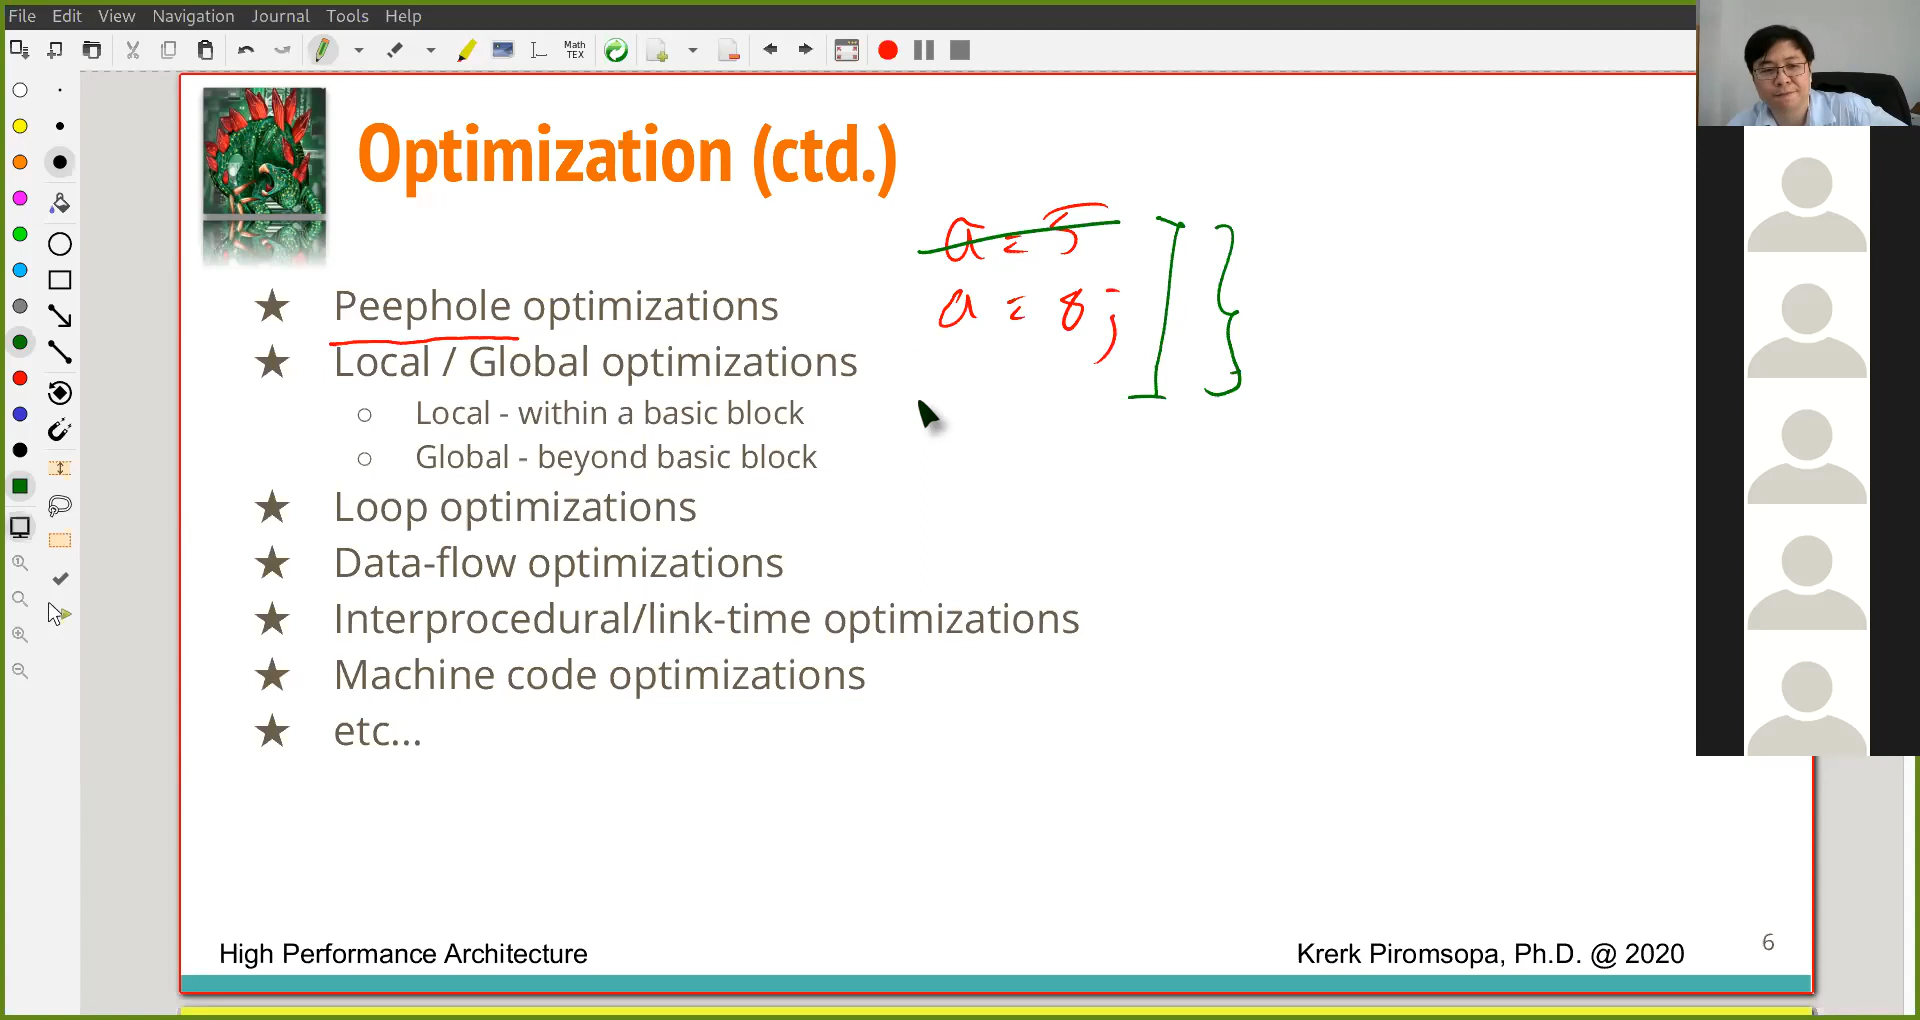 File Edit View Navigation Journal Tools Help
Math
TEX
Optimization (ctd.)
a = 5
a = 8;
★ Peephole optimizations
★ Local / Global optimizations
○ Local - within a basic block
○ Global - beyond basic block
★ Loop optimizations
★ Data-flow optimizations
★ Interprocedural/link-time optimizations
★ Machine code optimizations
★ etc...
High Performance Architecture
Krerk Piromsopa, Ph.D. @ 2020
6